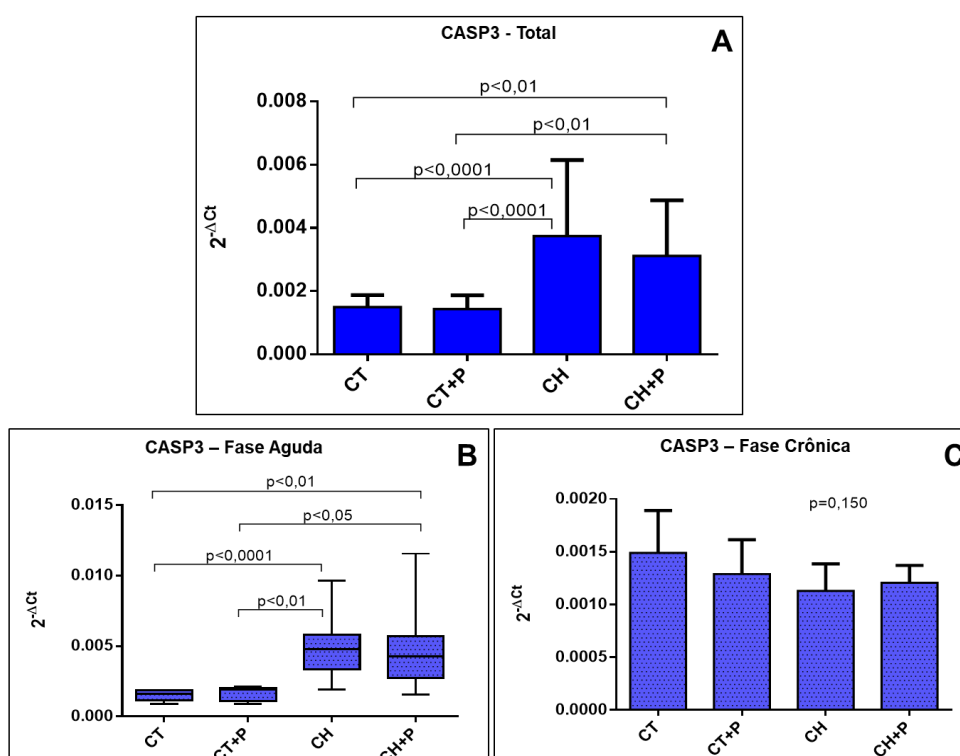 CASP3 - Total
A
p<0,01
p<0,01
p<0,0001
p<0,0001
0.008
0.006
0.004
0.002
0.000
2-ΔCt
CT
CT+P
CH
CH+P
CASP3 – Fase Aguda
B
p<0,01
p<0,05
p<0,0001
p<0,01
0.015
0.010
0.005
0.000
2-ΔCt
CT
CT+P
CH
CH+P
CASP3 – Fase Crônica
C
p=0,150
0.0020
0.0015
0.0010
0.0005
0.0000
2-ΔCt
CT
CT+P
CH
CH+P